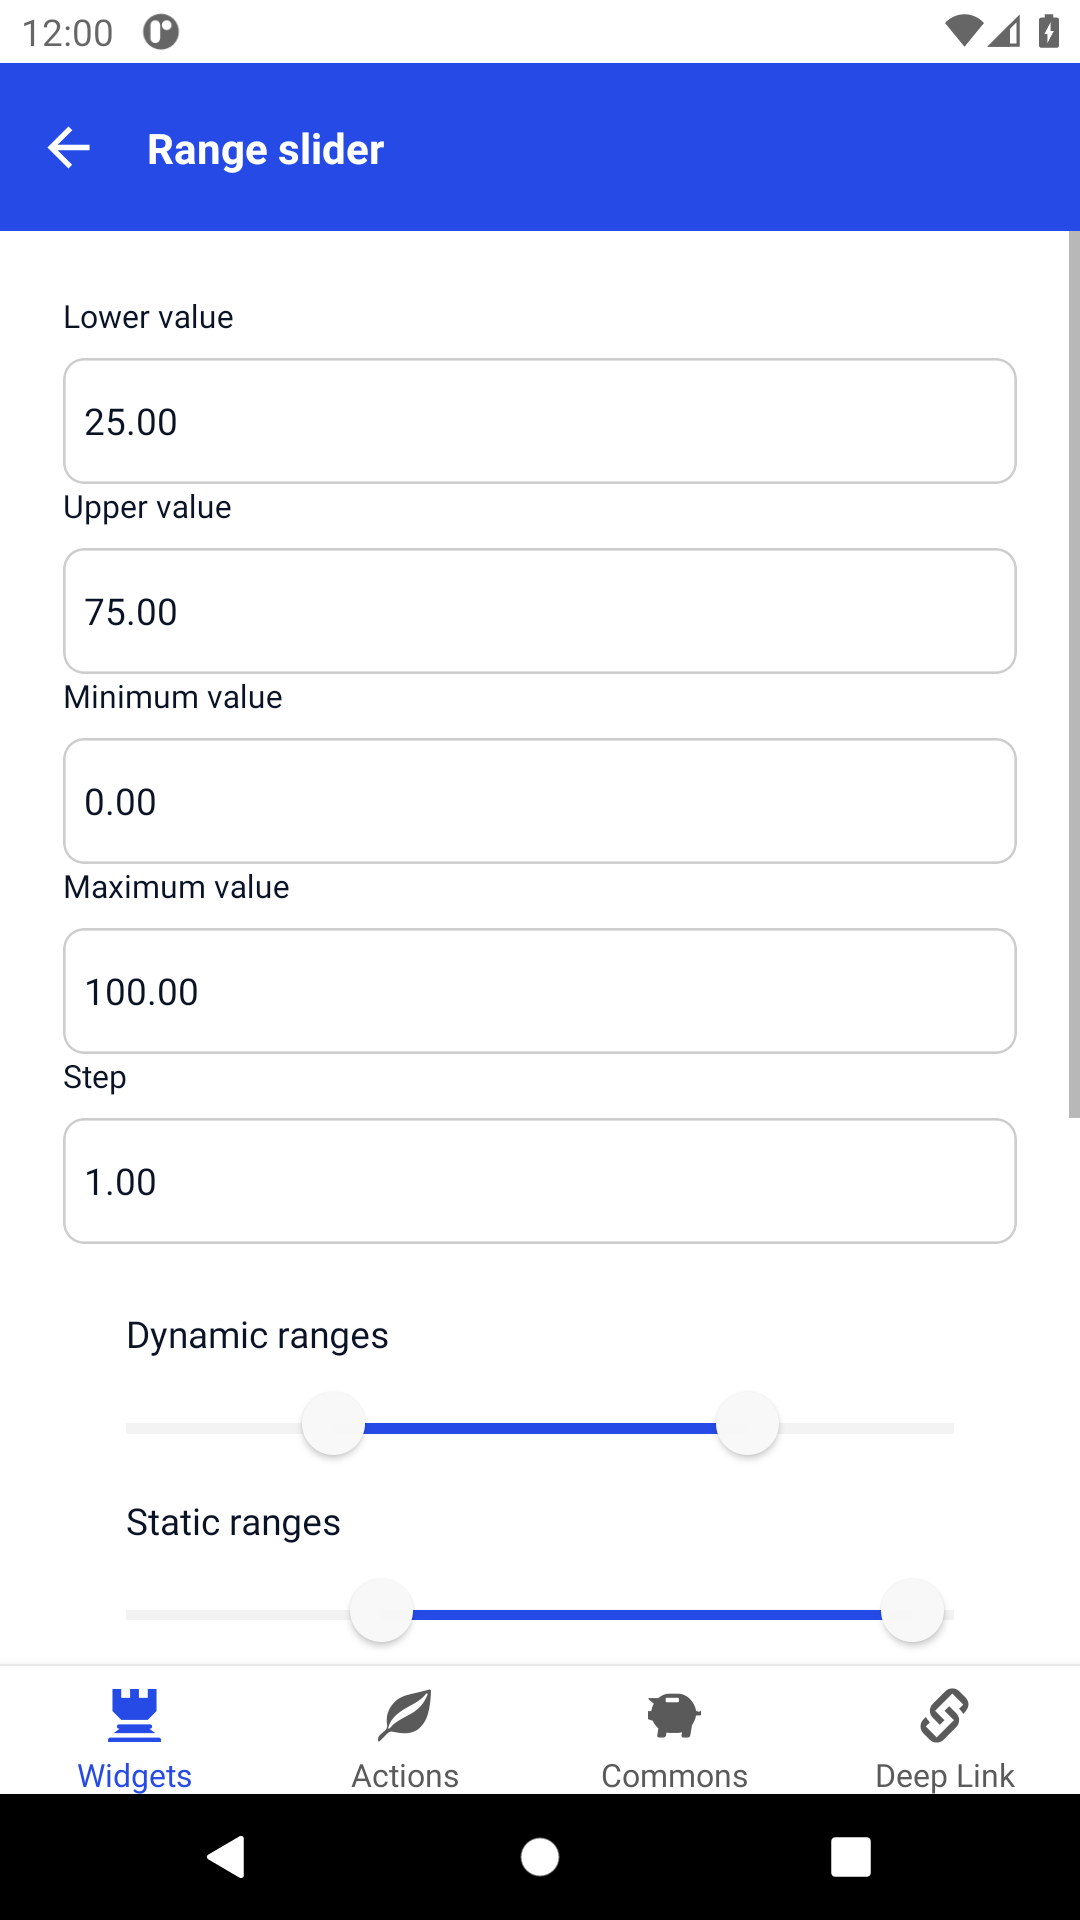 12:00
Range slider
Lower value
25.00
Upper value
75.00
Minimum value
0.00
Maximum value
100.00
Step
1.00
Dynamic ranges
Static ranges
Widgets
Actions
Commons
Deep Link